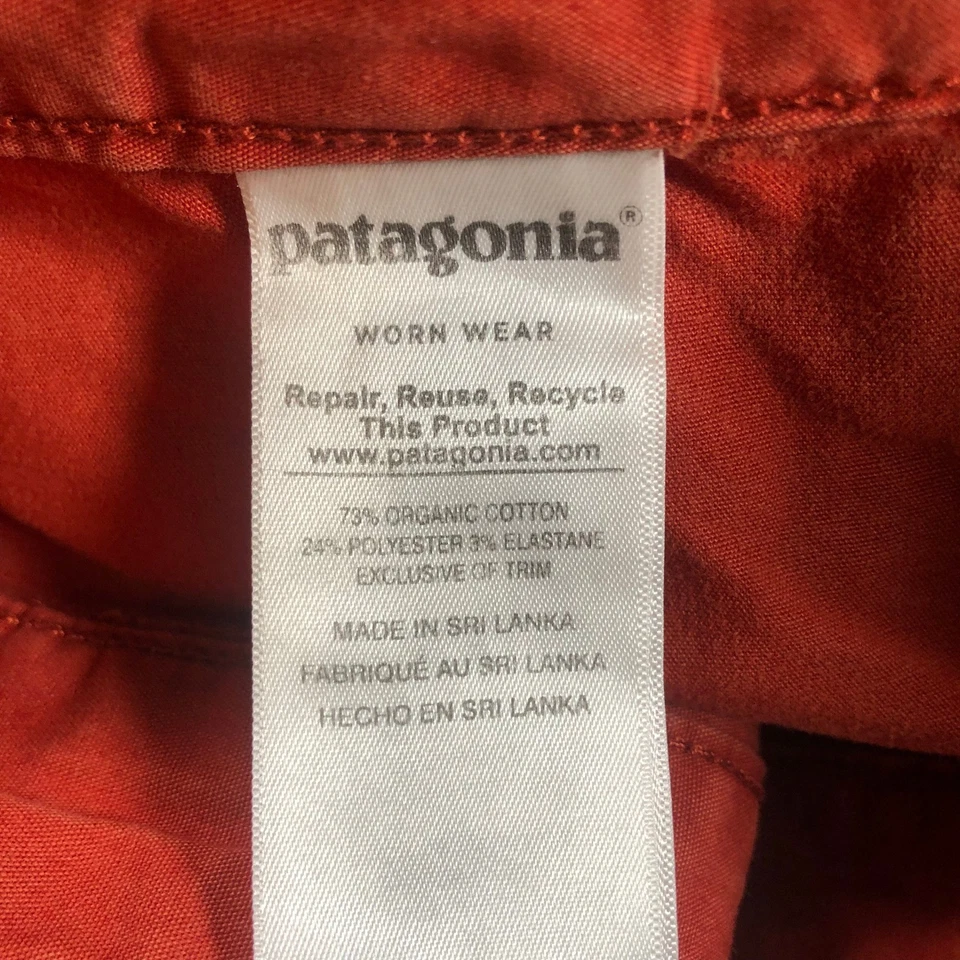 patagonia®
WORN WEAR
Repair, Reuse, Recycle
This Product
www.patagonia.com
73% ORGANIC COTTON
24% POLYESTER 3% ELASTANE
EXCLUSIVE OF TRIM
MADE IN SRI LANKA
FABRIQUÉ AU SRI LANKA
HECHO EN SRI LANKA